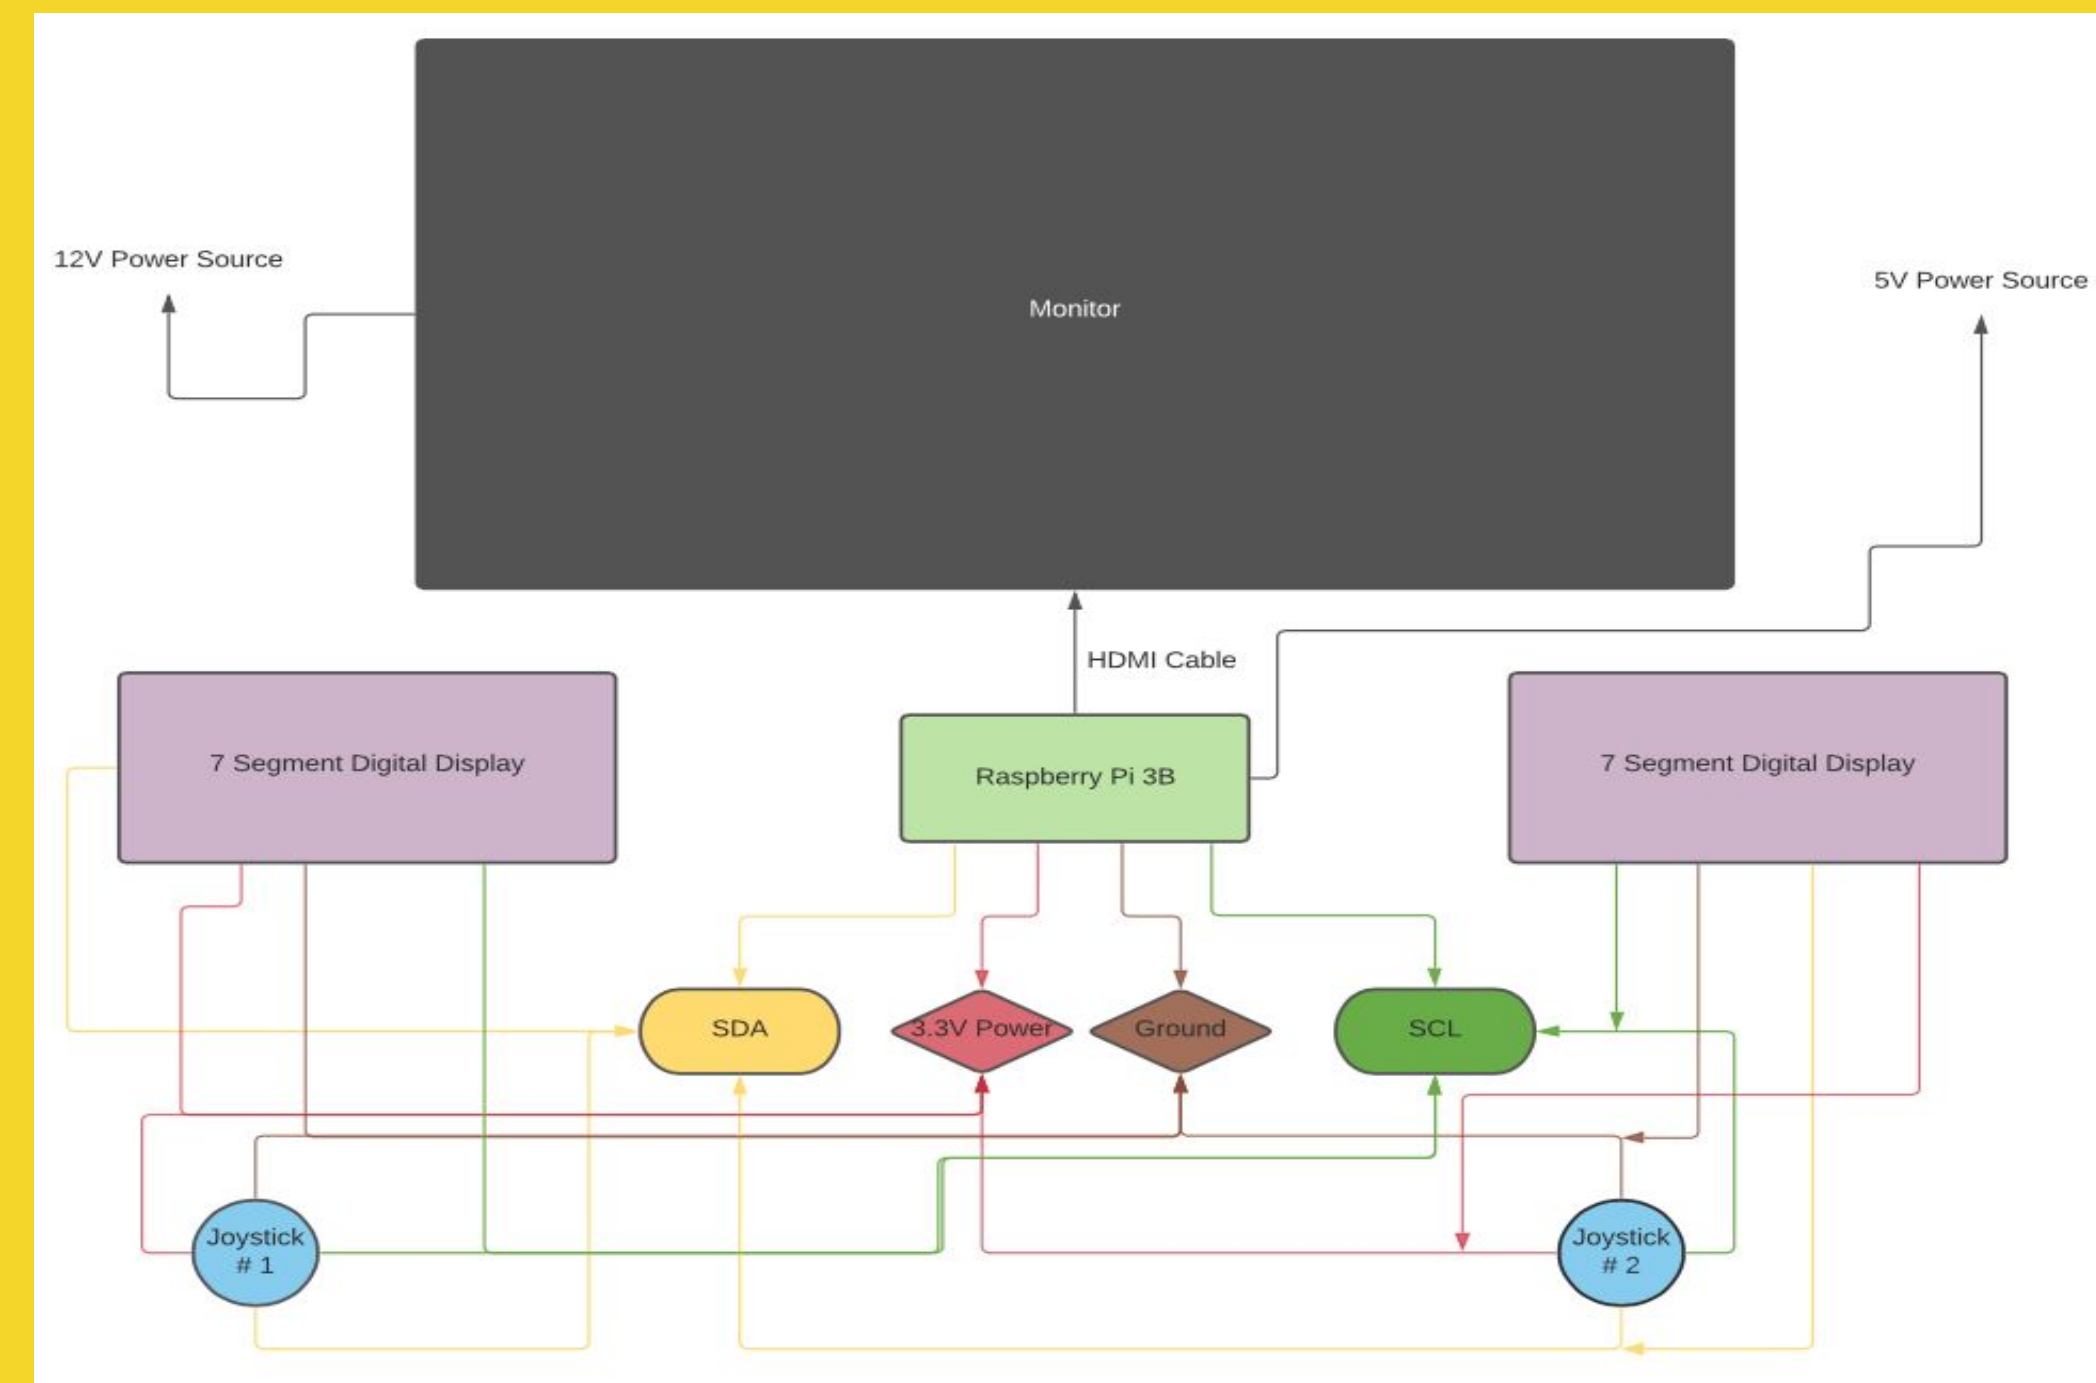 12V Power Source
5V Power Source
Monitor
HDMI Cable
7 Segment Digital Display
Raspberry Pi 3B
7 Segment Digital Display
SDA
3.3V Power
Ground
SCL
Joystick
# 1
Joystick
# 2